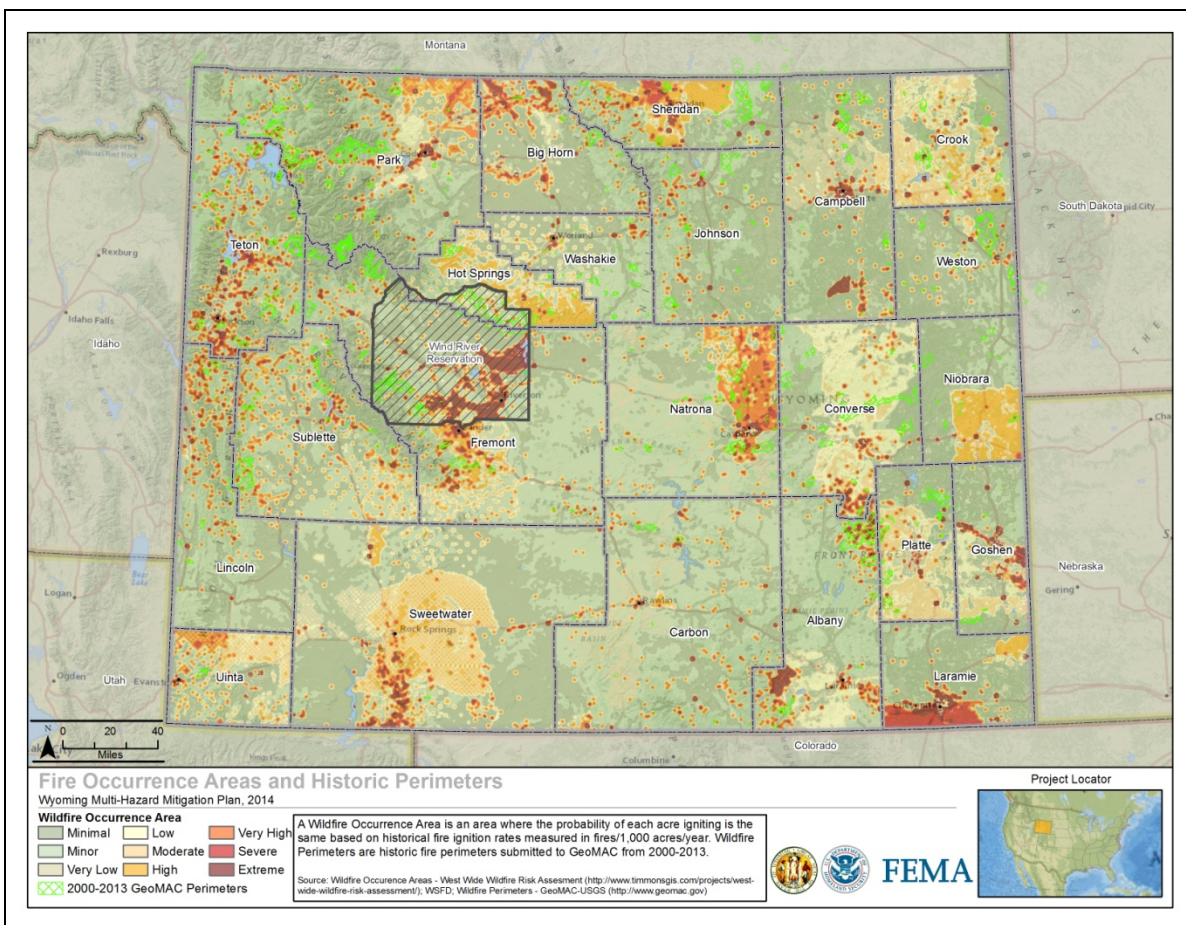 Montana
Sheridan
Crook
Big Horn
Park
Campbell
South Dakota
Johnson
Rexburg
Teton
Worland
Washakie
Weston
Hot Springs
Idaho Falls
Idaho
Wind River
Reservation
Niobrara
WYOMING
Natrona
Converse
Sublette
Fremont
Platte
Goshen
Lincoln
Nebraska
Gering
Logan
Sweetwater
Rawlins
Carbon
Albany
Rock Springs
Uinta
Laramie
Ogden
Utah
Colorado
N
0 20 40
Miles
Fire Occurrence Areas and Historic Perimeters
Wyoming Multi-Hazard Mitigation Plan, 2014
Wildfire Occurrence Area
Minimal Low Very High
Minor Moderate Severe
Very Low High Extreme
2000-2013 GeoMAC Perimeters
A Wildfire Occurrence Area is an area where the probability of each acre igniting is the
same based on historical fire ignition rates measured in fires/1,000 acres/year. Wildfire
Perimeters are historic fire perimeters submitted to GeoMAC from 2000-2013.
Source: Wildfire Occurence Areas - West Wide Wildfire Risk Assesment (http://www.timmonsgis.com/projects/west-
wide-wildfire-risk-assessment/); WSFD; Wildfire Perimeters - GeoMAC-USGS (http://www.geomac.gov)
FEMA
Project Locator